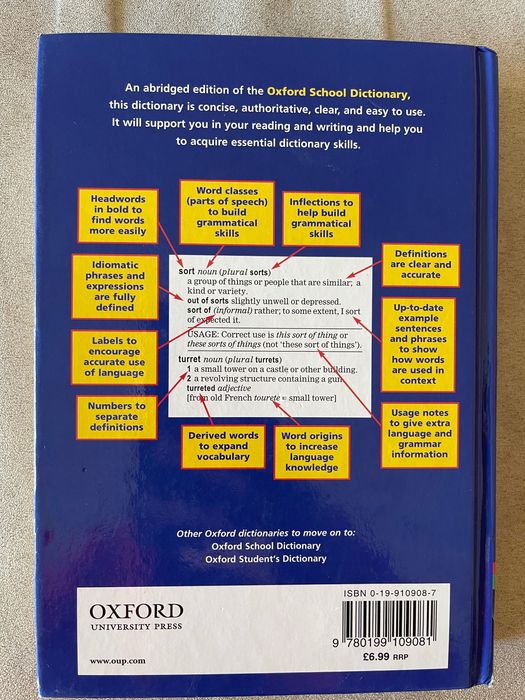 An abridged edition of the Oxford School Dictionary,
this dictionary is concise, authoritative, clear, and easy to use.
It will support you in your reading and writing and help you
to acquire essential dictionary skills.
Headwords
in bold to
find words
more easily
Word classes
(parts of speech)
to build
grammatical
skills
Inflections to
help build
grammatical
skills
Definitions
are clear and
accurate
Idiomatic
phrases and
expressions
are fully
defined
Labels to
encourage
accurate use
of language
Numbers to
separate
definitions
sort noun (plural sorts)
a group of things or people that are similar; a
kind or variety.
out of sorts slightly unwell or depressed.
sort of (informal) rather; to some extent, I sort
of expected it.
USAGE: Correct use is this sort of thing or
these sorts of things (not 'these sort of things').
turret noun (plural turrets)
1 a small tower on a castle or other building.
2 a revolving structure containing a gun.
turreted adjective
[from old French tourete = small tower]
Up-to-date
example
sentences
and phrases
to show
how words
are used in
context
Usage notes
to give extra
language and
grammar
information
Derived words
to expand
vocabulary
Word origins
to increase
language
knowledge
Other Oxford dictionaries to move on to:
Oxford School Dictionary
Oxford Student's Dictionary
OXFORD
UNIVERSITY PRESS
www.oup.com
ISBN 0-19-910908-7
9 780199 109081
£6.99 RRP